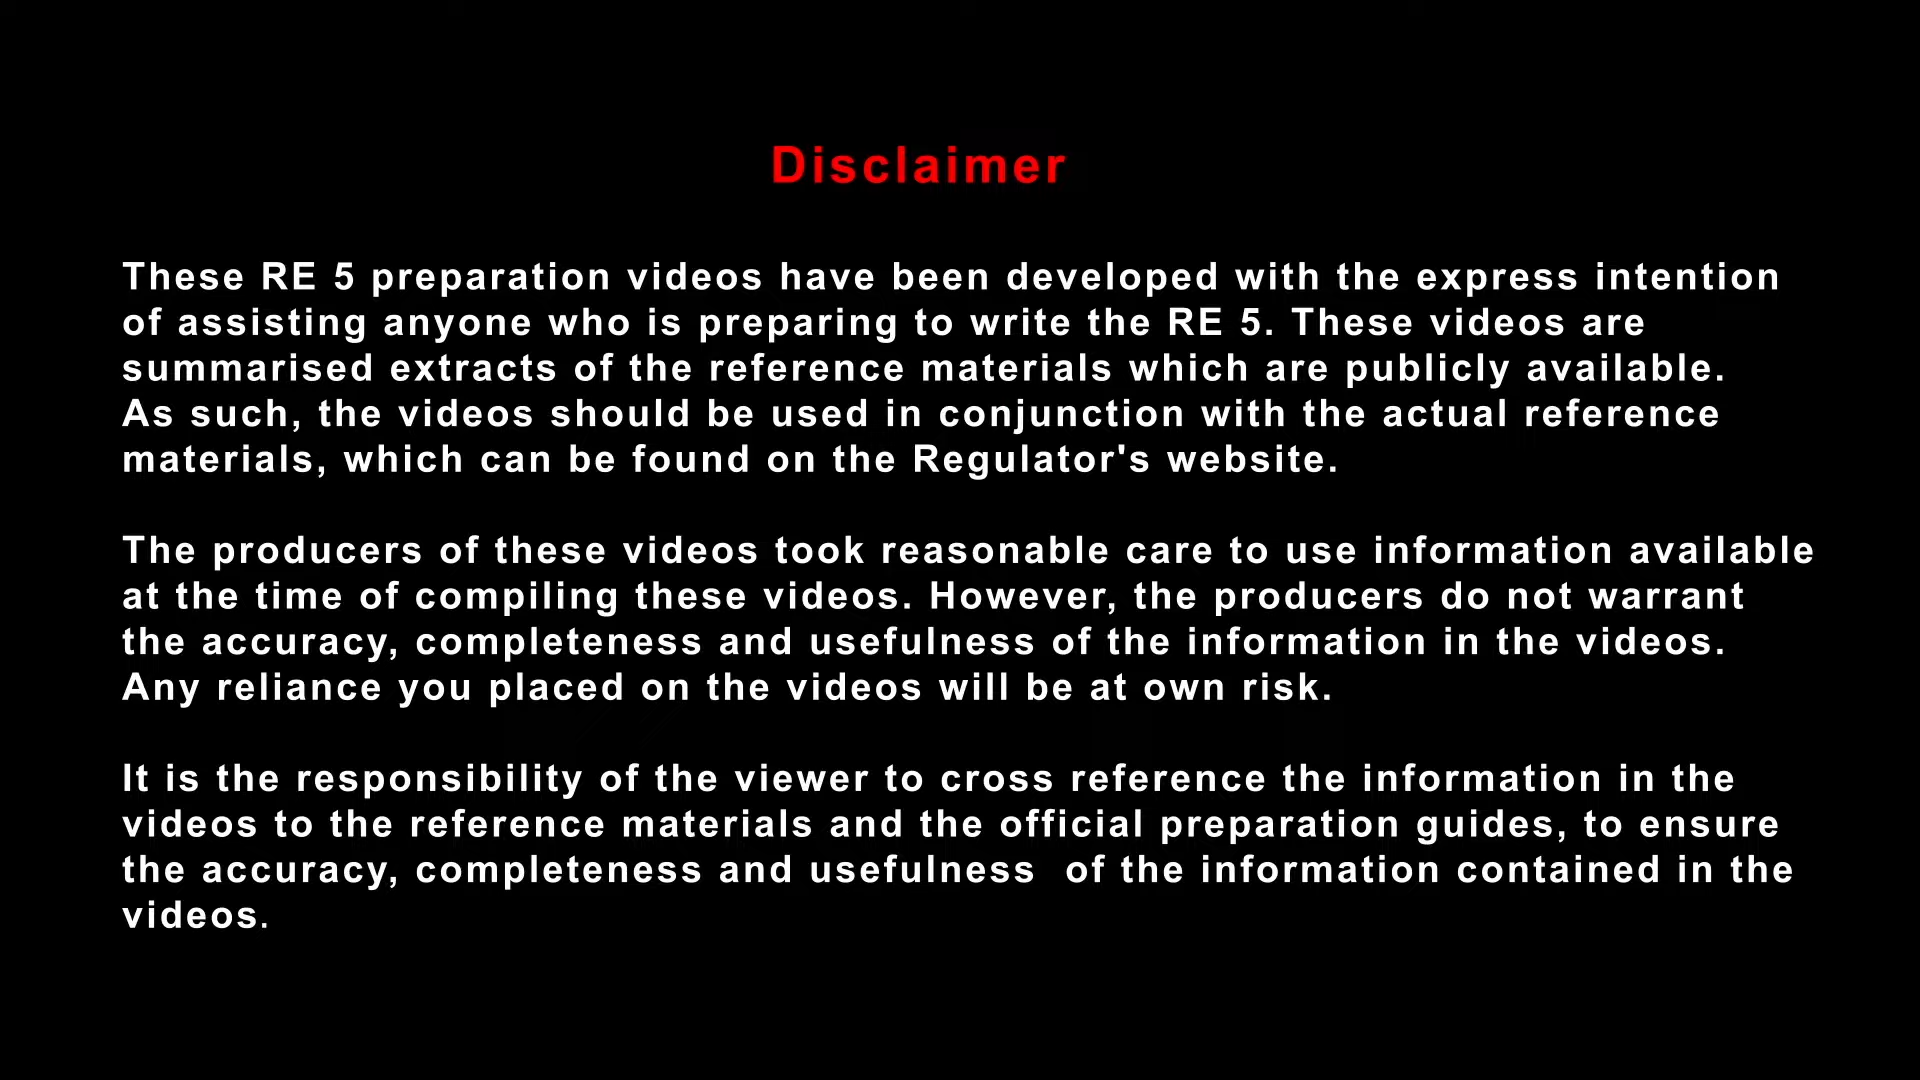 Disclaimer
These RE 5 preparation videos have been developed with the express intention
of assisting anyone who is preparing to write the RE 5. These videos are
summarised extracts of the reference materials which are publicly available.
As such, the videos should be used in conjunction with the actual reference
materials, which can be found on the Regulator's website.
The producers of these videos took reasonable care to use information available
at the time of compiling these videos. However, the producers do not warrant
the accuracy, completeness and usefulness of the information in the videos.
Any reliance you placed on the videos will be at own risk.
It is the responsibility of the viewer to cross reference the information in the
videos to the reference materials and the official preparation guides, to ensure
the accuracy, completeness and usefulness  of the information contained in the
videos.